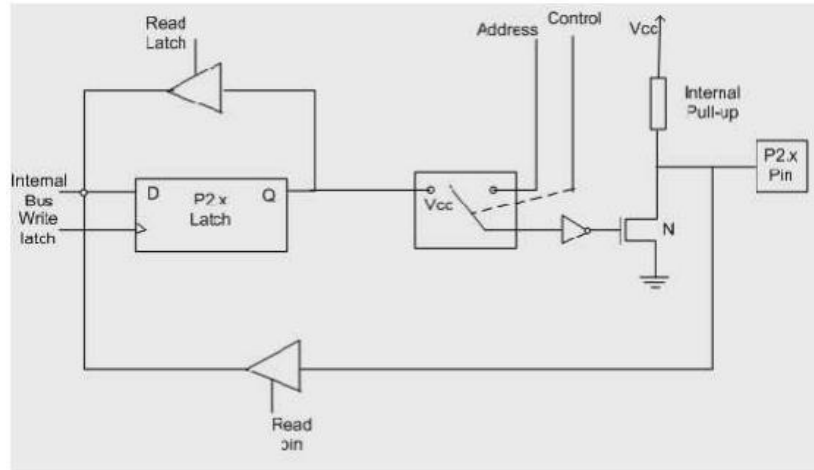 Read
Latch
Address
Control
Vcc
Internal
Pull-up
P2.x
Pin
Internal
Bus
Write
latch
D
P2.x
Latch
Q
Vcc
N
Read
pin